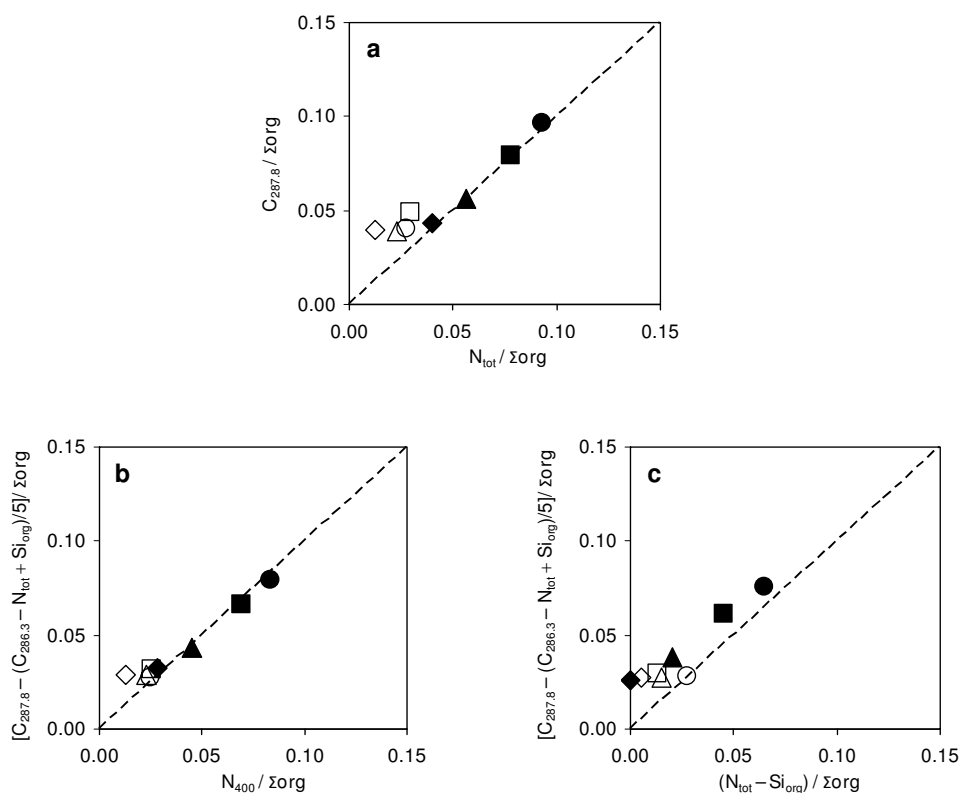 a
0.15
0.10
0.05
0.00
C287.8 / Σorg
0.00 0.05 0.10 0.15
Ntot / Σorg
b
0.15
0.10
0.05
0.00
[C287.8 – (C286.3 – Ntot + Siorg)/5]/ Σorg
0.00 0.05 0.10 0.15
N400 / Σorg
c
0.15
0.10
0.05
0.00
[C287.8 – (C286.3 – Ntot + Siorg)/5]/ Σorg
0.00 0.05 0.10 0.15
(Ntot – Siorg) / Σorg